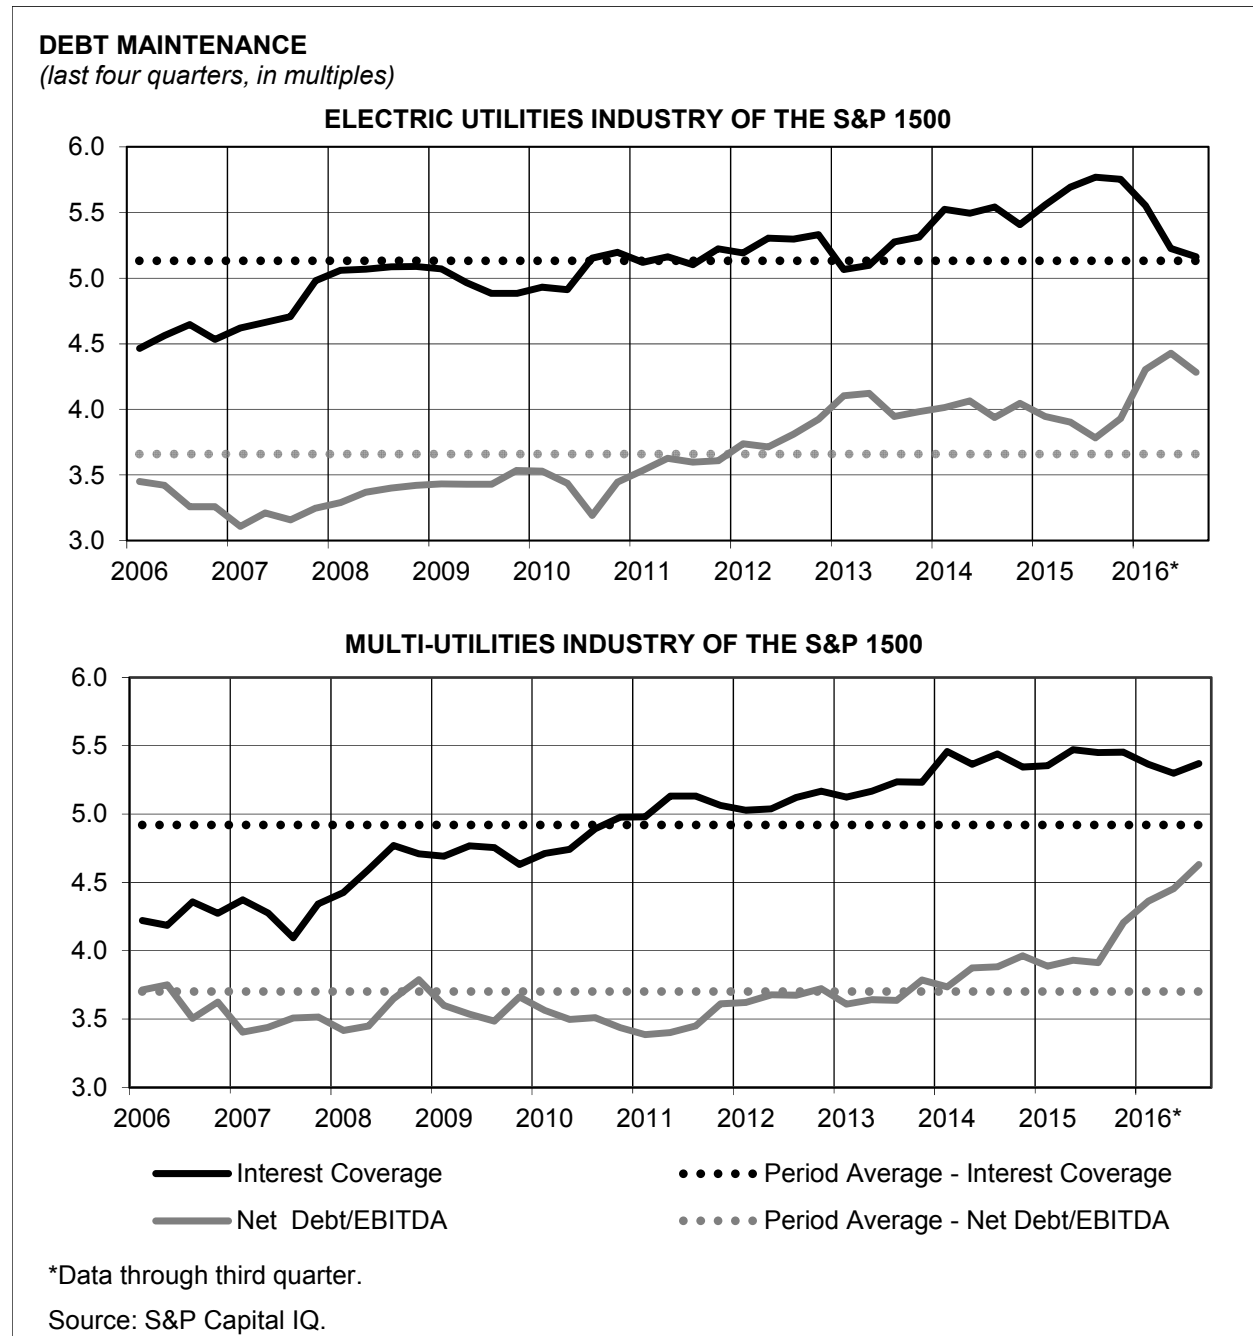 DEBT MAINTENANCE
(last four quarters, in multiples)
ELECTRIC UTILITIES INDUSTRY OF THE S&P 1500
6.0
5.5
5.0
4.5
4.0
3.5
3.0
2006 2007 2008 2009 2010 2011 2012 2013 2014 2015 2016*
MULTI-UTILITIES INDUSTRY OF THE S&P 1500
6.0
5.5
5.0
4.5
4.0
3.5
3.0
2006 2007 2008 2009 2010 2011 2012 2013 2014 2015 2016*
Interest Coverage Period Average - Interest Coverage
Net Debt/EBITDA Period Average - Net Debt/EBITDA
*Data through third quarter.
Source: S&P Capital IQ.